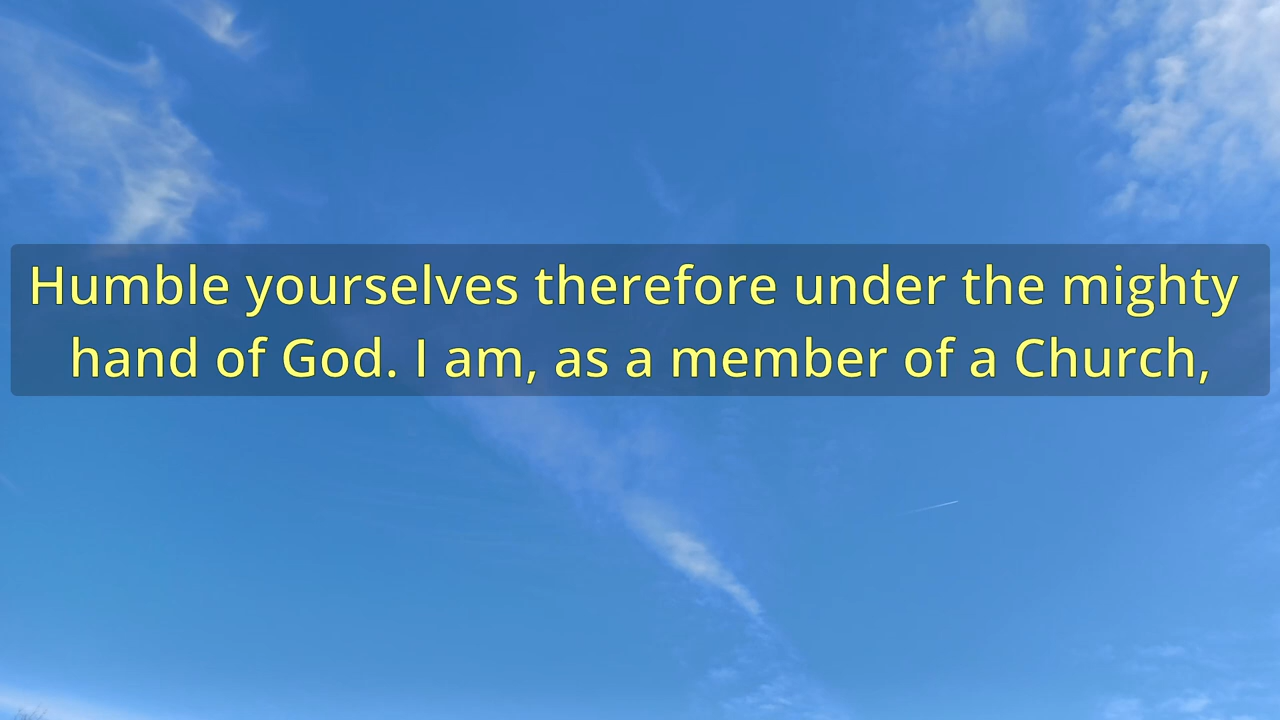 Humble yourselves therefore under the mighty
hand of God. I am, as a member of a Church,